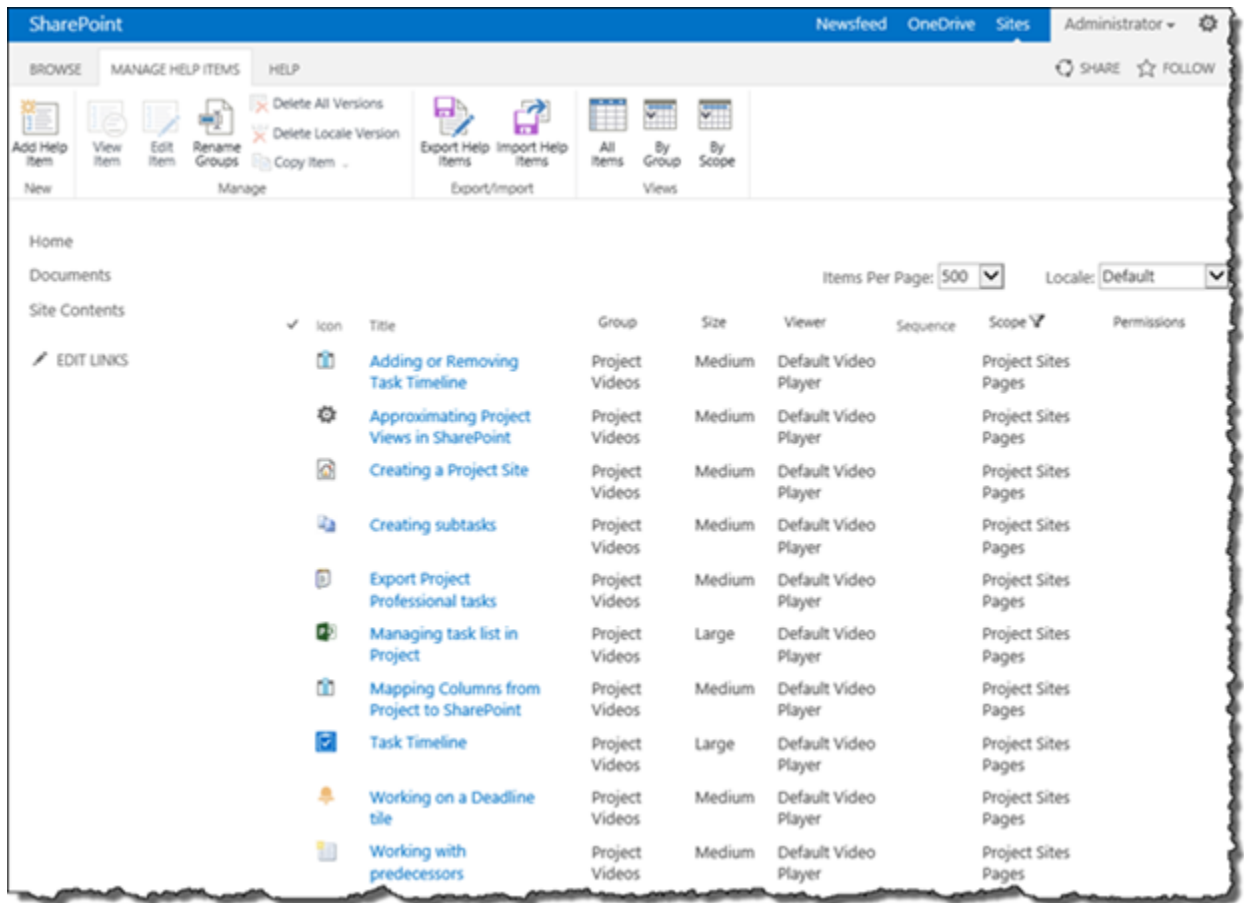 SharePoint Newsfeed OneDrive Sites Administrator
BROWSE MANAGE HELP ITEMS HELP SHARE FOLLOW
Add Help Item
View Item
Edit Item
Rename Groups
Delete All Versions
Delete Locale Version
Copy Item
Export Help Items
Import Help Items
All Items
By Group
By Scope
New Manage Export/Import Views
Home
Documents
Site Contents
EDIT LINKS
Items Per Page: 500 Locale: Default
Icon Title Group Size Viewer Sequence Scope Permissions
Adding or Removing Project Medium Default Video Project Sites
Task Timeline Videos Player Pages
Approximating Project Project Medium Default Video Project Sites
Views in SharePoint Videos Player Pages
Creating a Project Site Project Medium Default Video Project Sites
Videos Player Pages
Creating subtasks Project Medium Default Video Project Sites
Videos Player Pages
Export Project Project Medium Default Video Project Sites
Professional tasks Videos Player Pages
Managing task list in Project Large Default Video Project Sites
Project Videos Player Pages
Mapping Columns from Project Medium Default Video Project Sites
Project to SharePoint Videos Player Pages
Task Timeline Project Large Default Video Project Sites
Videos Player Pages
Working on a Deadline Project Medium Default Video Project Sites
tile Videos Player Pages
Working with Project Medium Default Video Project Sites
predecessors Videos Player Pages